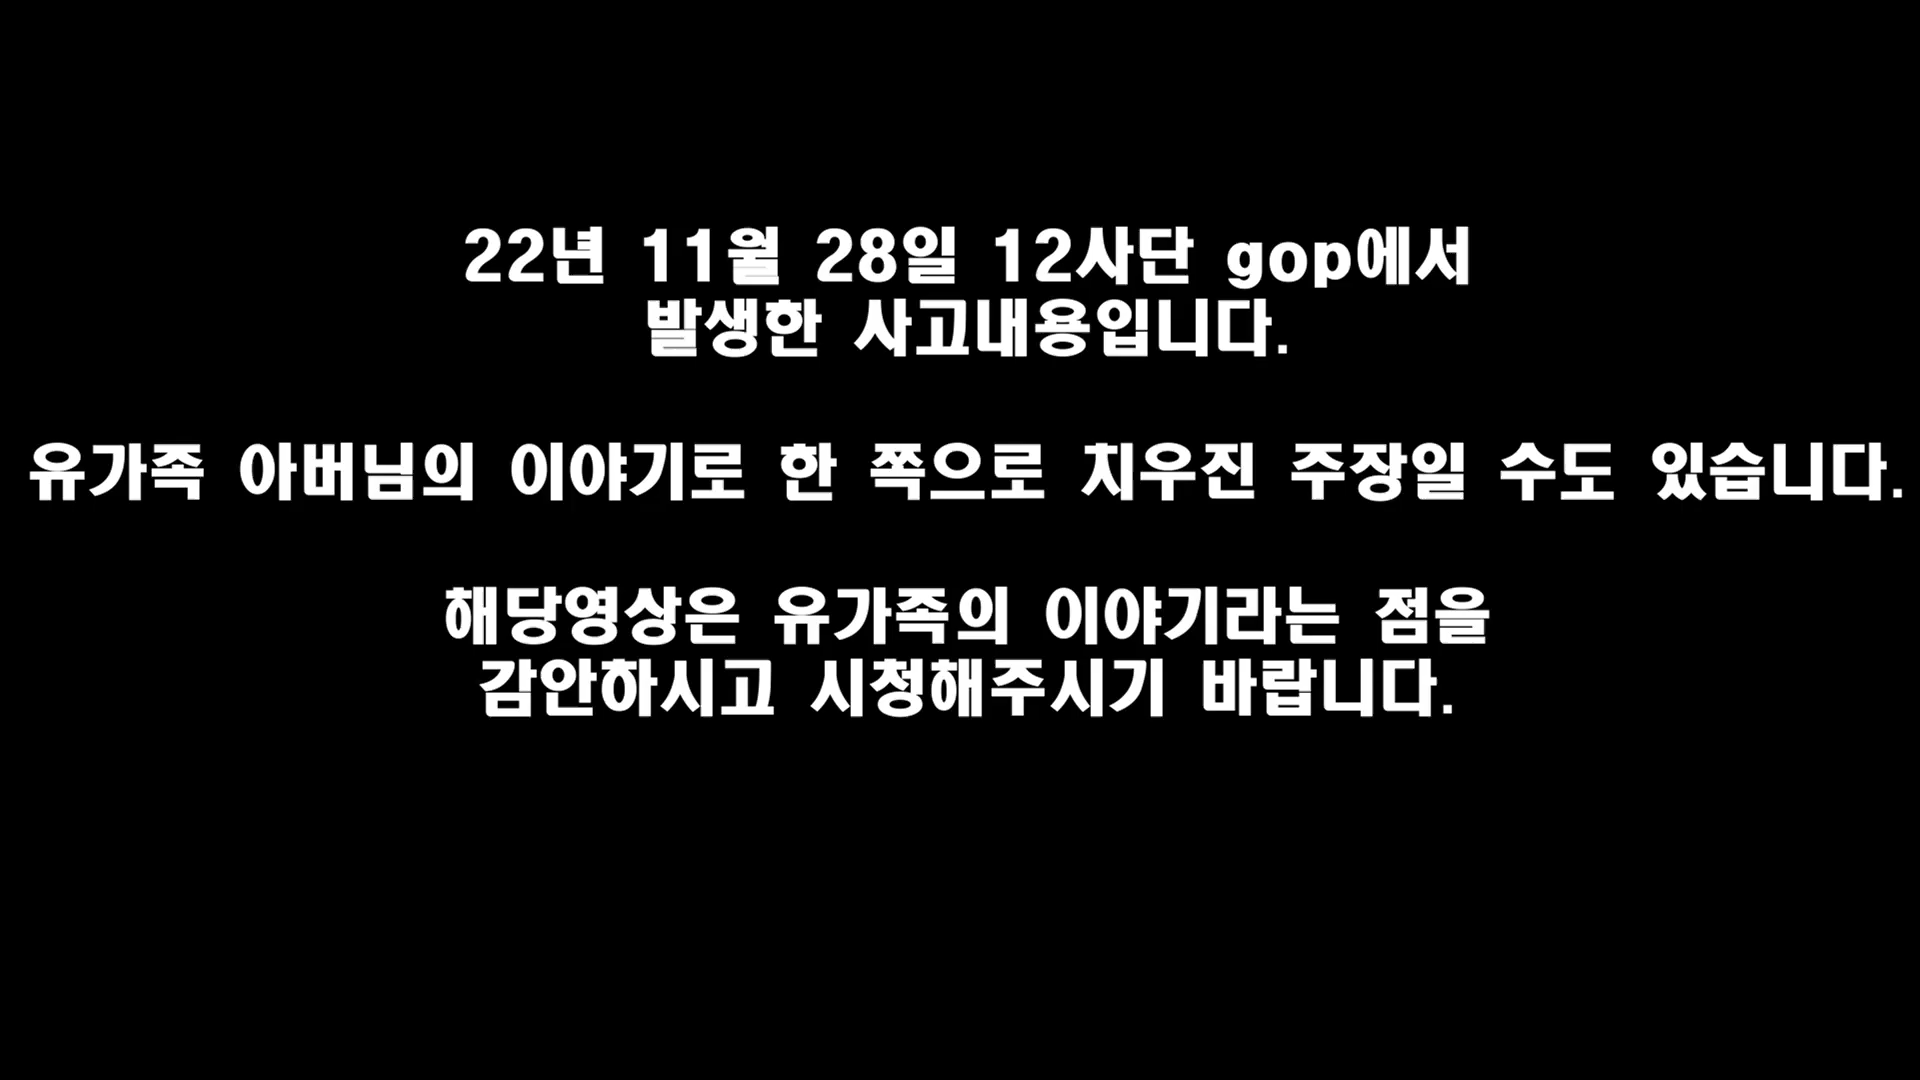 22년 11월 28일 12사단 gop에서
발생한 사고내용입니다.
유가족 아버님의 이야기로 한 쪽으로 치우진 주장일 수도 있습니다.
해당영상은 유가족의 이야기라는 점을
감안하시고 시청해주시기 바랍니다.